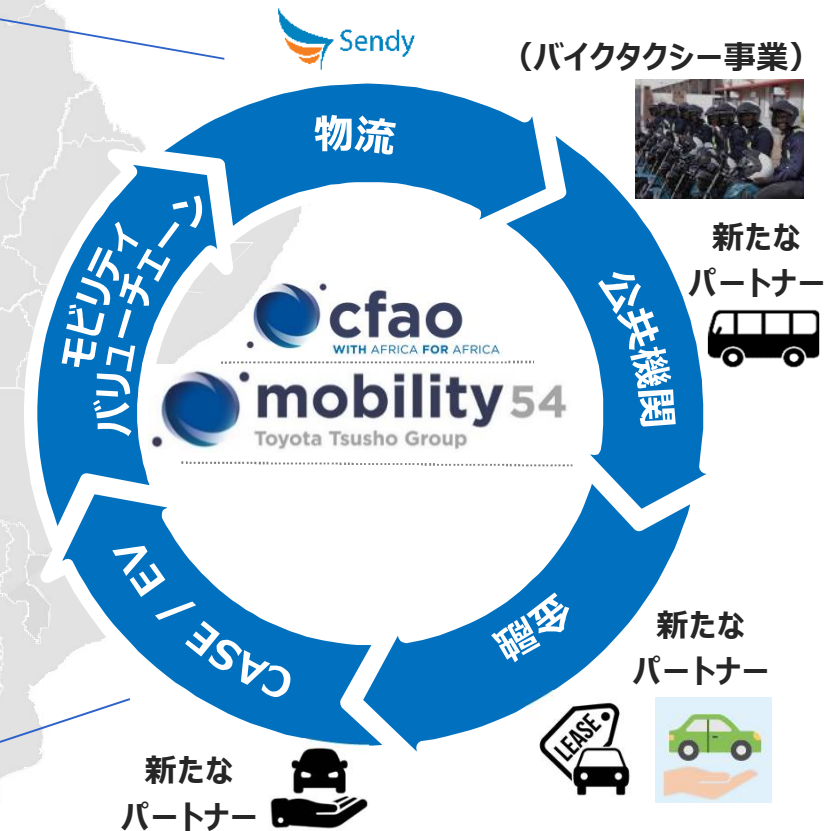 Sendy
（バイクタクシー事業）
物流
新たな
パートナー
公共機関
モビリティ
バリューチェーン
cfao
WITH AFRICA FOR AFRICA
mobility 54
Toyota Tsusho Group
CASE / EV
金融
新たな
パートナー
LEASE
新たな
パートナー